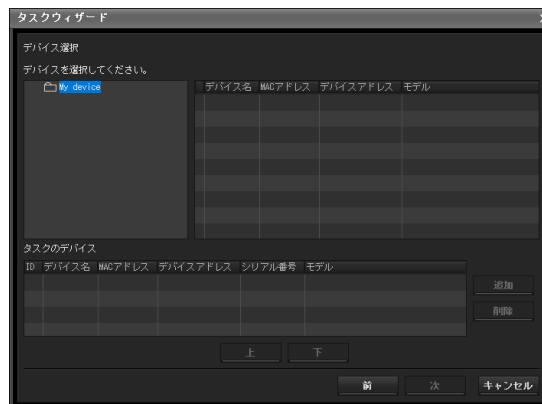 タスクウィザード
デバイス選択
デバイスを選択してください。
My device
デバイス名 MACアドレス デバイスアドレス モデル
タスクのデバイス
ID デバイス名 MACアドレス デバイスアドレス シリアル番号 モデル
追加
削除
上 下
前 次 キャンセル